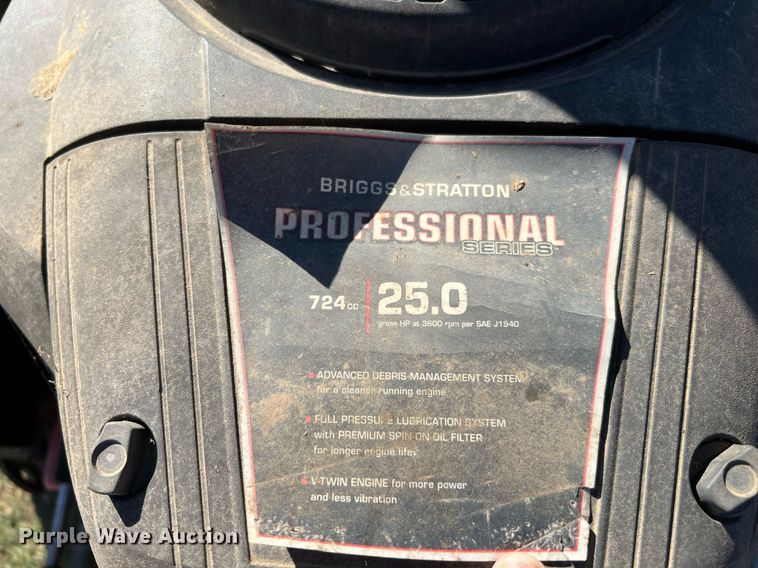 BRIGGS&STRATTON
PROFESSIONAL
SERIES
724cc 25.0
gross HP at 3600 rpm per SAE J1940
ADVANCED DEBRIS MANAGEMENT SYSTEM
for a cleaner running engine
FULL PRESSURE LUBRICATION SYSTEM
with PREMIUM SPIN-ON OIL FILTER
for longer engine life
V-TWIN ENGINE for more power
and less vibration
Purple Wave Auction